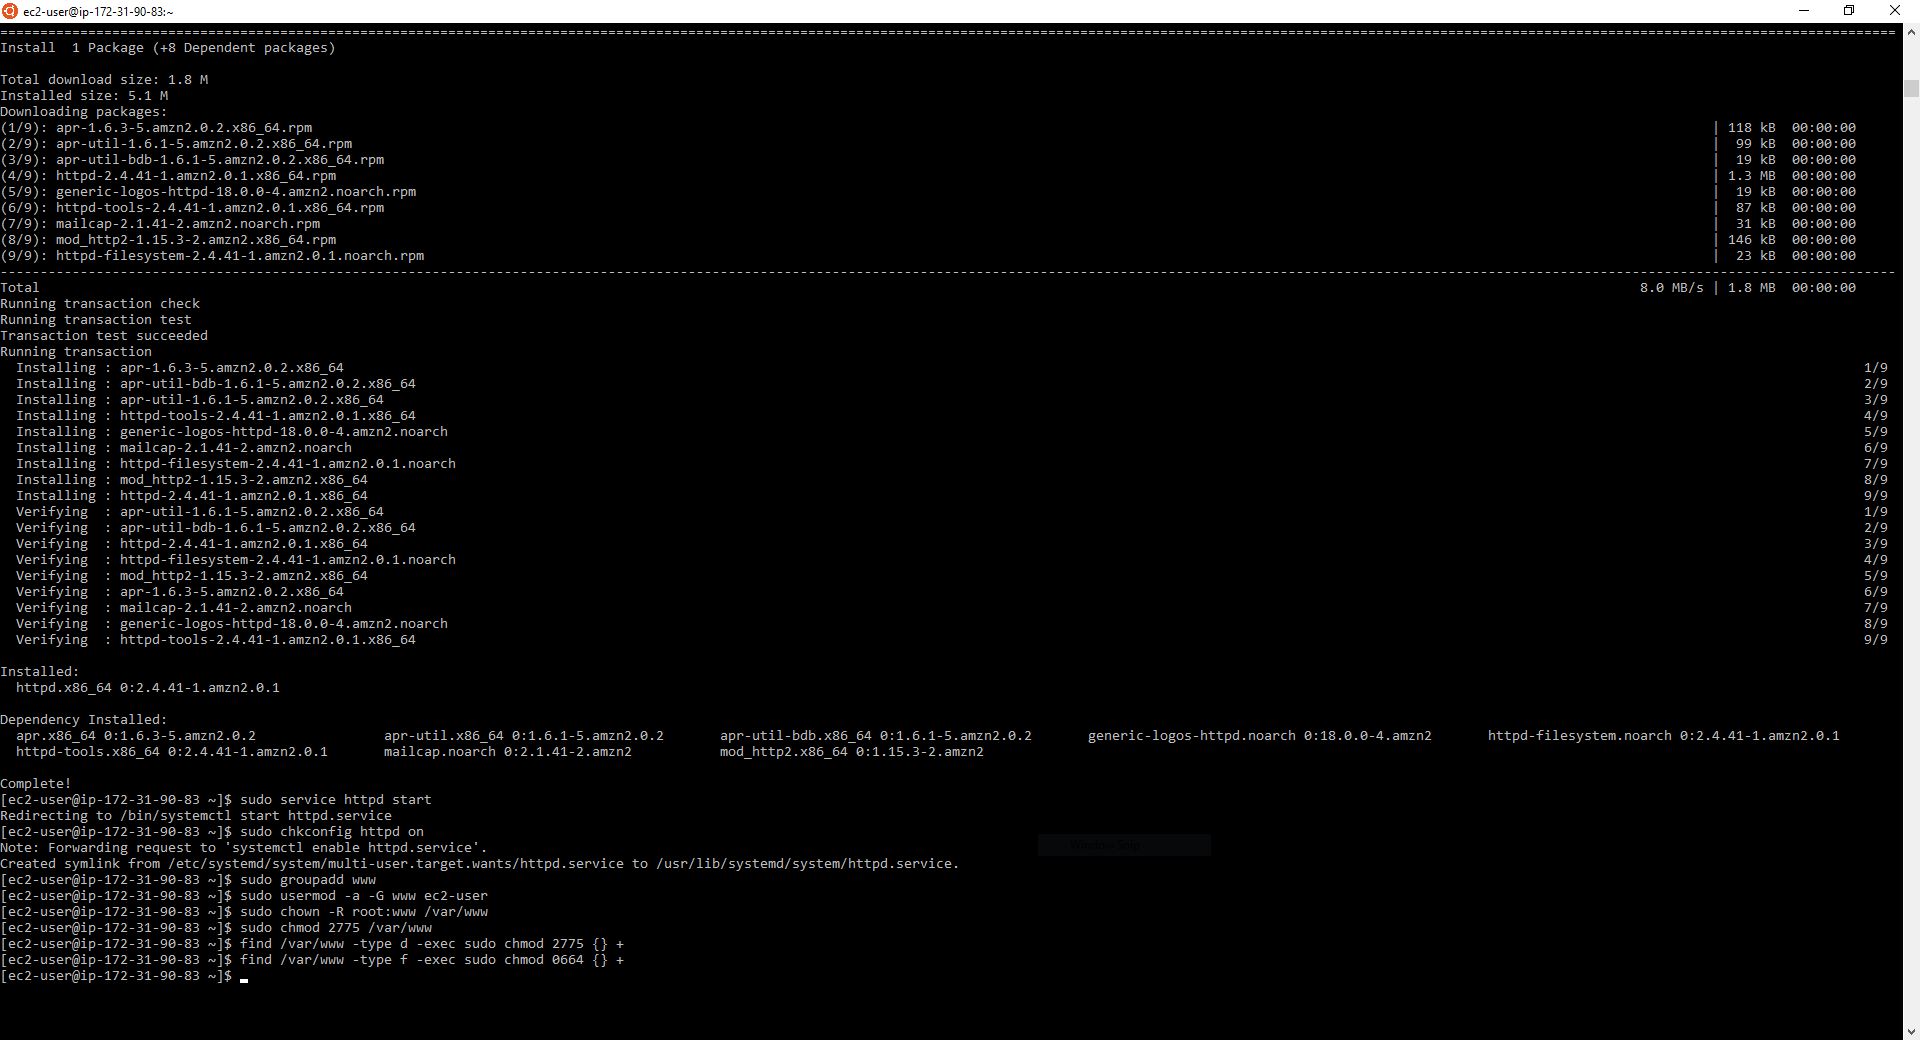 ec2-user@ip-172-31-90-83:~
================================================================================
Install  1 Package (+8 Dependent packages)
Total download size: 1.8 M
Installed size: 5.1 M
Downloading packages:
(1/9): apr-1.6.3-5.amzn2.0.2.x86_64.rpm | 118 kB  00:00:00
(2/9): apr-util-1.6.1-5.amzn2.0.2.x86_64.rpm |  99 kB  00:00:00
(3/9): apr-util-bdb-1.6.1-5.amzn2.0.2.x86_64.rpm |  19 kB  00:00:00
(4/9): httpd-2.4.41-1.amzn2.0.1.x86_64.rpm | 1.3 MB  00:00:00
(5/9): generic-logos-httpd-18.0.0-4.amzn2.noarch.rpm |  19 kB  00:00:00
(6/9): httpd-tools-2.4.41-1.amzn2.0.1.x86_64.rpm |  87 kB  00:00:00
(7/9): mailcap-2.1.41-2.amzn2.noarch.rpm |  31 kB  00:00:00
(8/9): mod_http2-1.15.3-2.amzn2.x86_64.rpm | 146 kB  00:00:00
(9/9): httpd-filesystem-2.4.41-1.amzn2.0.1.noarch.rpm |  23 kB  00:00:00
--------------------------------------------------------------------------------
Total 8.0 MB/s | 1.8 MB  00:00:00
Running transaction check
Running transaction test
Transaction test succeeded
Running transaction
  Installing : apr-1.6.3-5.amzn2.0.2.x86_64 1/9
  Installing : apr-util-bdb-1.6.1-5.amzn2.0.2.x86_64 2/9
  Installing : apr-util-1.6.1-5.amzn2.0.2.x86_64 3/9
  Installing : httpd-tools-2.4.41-1.amzn2.0.1.x86_64 4/9
  Installing : generic-logos-httpd-18.0.0-4.amzn2.noarch 5/9
  Installing : mailcap-2.1.41-2.amzn2.noarch 6/9
  Installing : httpd-filesystem-2.4.41-1.amzn2.0.1.noarch 7/9
  Installing : mod_http2-1.15.3-2.amzn2.x86_64 8/9
  Installing : httpd-2.4.41-1.amzn2.0.1.x86_64 9/9
  Verifying  : apr-util-1.6.1-5.amzn2.0.2.x86_64 1/9
  Verifying  : apr-util-bdb-1.6.1-5.amzn2.0.2.x86_64 2/9
  Verifying  : httpd-2.4.41-1.amzn2.0.1.x86_64 3/9
  Verifying  : httpd-filesystem-2.4.41-1.amzn2.0.1.noarch 4/9
  Verifying  : mod_http2-1.15.3-2.amzn2.x86_64 5/9
  Verifying  : apr-1.6.3-5.amzn2.0.2.x86_64 6/9
  Verifying  : mailcap-2.1.41-2.amzn2.noarch 7/9
  Verifying  : generic-logos-httpd-18.0.0-4.amzn2.noarch 8/9
  Verifying  : httpd-tools-2.4.41-1.amzn2.0.1.x86_64 9/9
Installed:
  httpd.x86_64 0:2.4.41-1.amzn2.0.1
Dependency Installed:
  apr.x86_64 0:1.6.3-5.amzn2.0.2 apr-util.x86_64 0:1.6.1-5.amzn2.0.2 apr-util-bdb.x86_64 0:1.6.1-5.amzn2.0.2 generic-logos-httpd.noarch 0:18.0.0-4.amzn2 httpd-filesystem.noarch 0:2.4.41-1.amzn2.0.1
  httpd-tools.x86_64 0:2.4.41-1.amzn2.0.1 mailcap.noarch 0:2.1.41-2.amzn2 mod_http2.x86_64 0:1.15.3-2.amzn2
Complete!
[ec2-user@ip-172-31-90-83 ~]$ sudo service httpd start
Redirecting to /bin/systemctl start httpd.service
[ec2-user@ip-172-31-90-83 ~]$ sudo chkconfig httpd on
Note: Forwarding request to 'systemctl enable httpd.service'.
Created symlink from /etc/systemd/system/multi-user.target.wants/httpd.service to /usr/lib/systemd/system/httpd.service.
[ec2-user@ip-172-31-90-83 ~]$ sudo groupadd www
[ec2-user@ip-172-31-90-83 ~]$ sudo usermod -a -G www ec2-user
[ec2-user@ip-172-31-90-83 ~]$ sudo chown -R root:www /var/www
[ec2-user@ip-172-31-90-83 ~]$ sudo chmod 2775 /var/www
[ec2-user@ip-172-31-90-83 ~]$ find /var/www -type d -exec sudo chmod 2775 {} +
[ec2-user@ip-172-31-90-83 ~]$ find /var/www -type f -exec sudo chmod 0664 {} +
[ec2-user@ip-172-31-90-83 ~]$